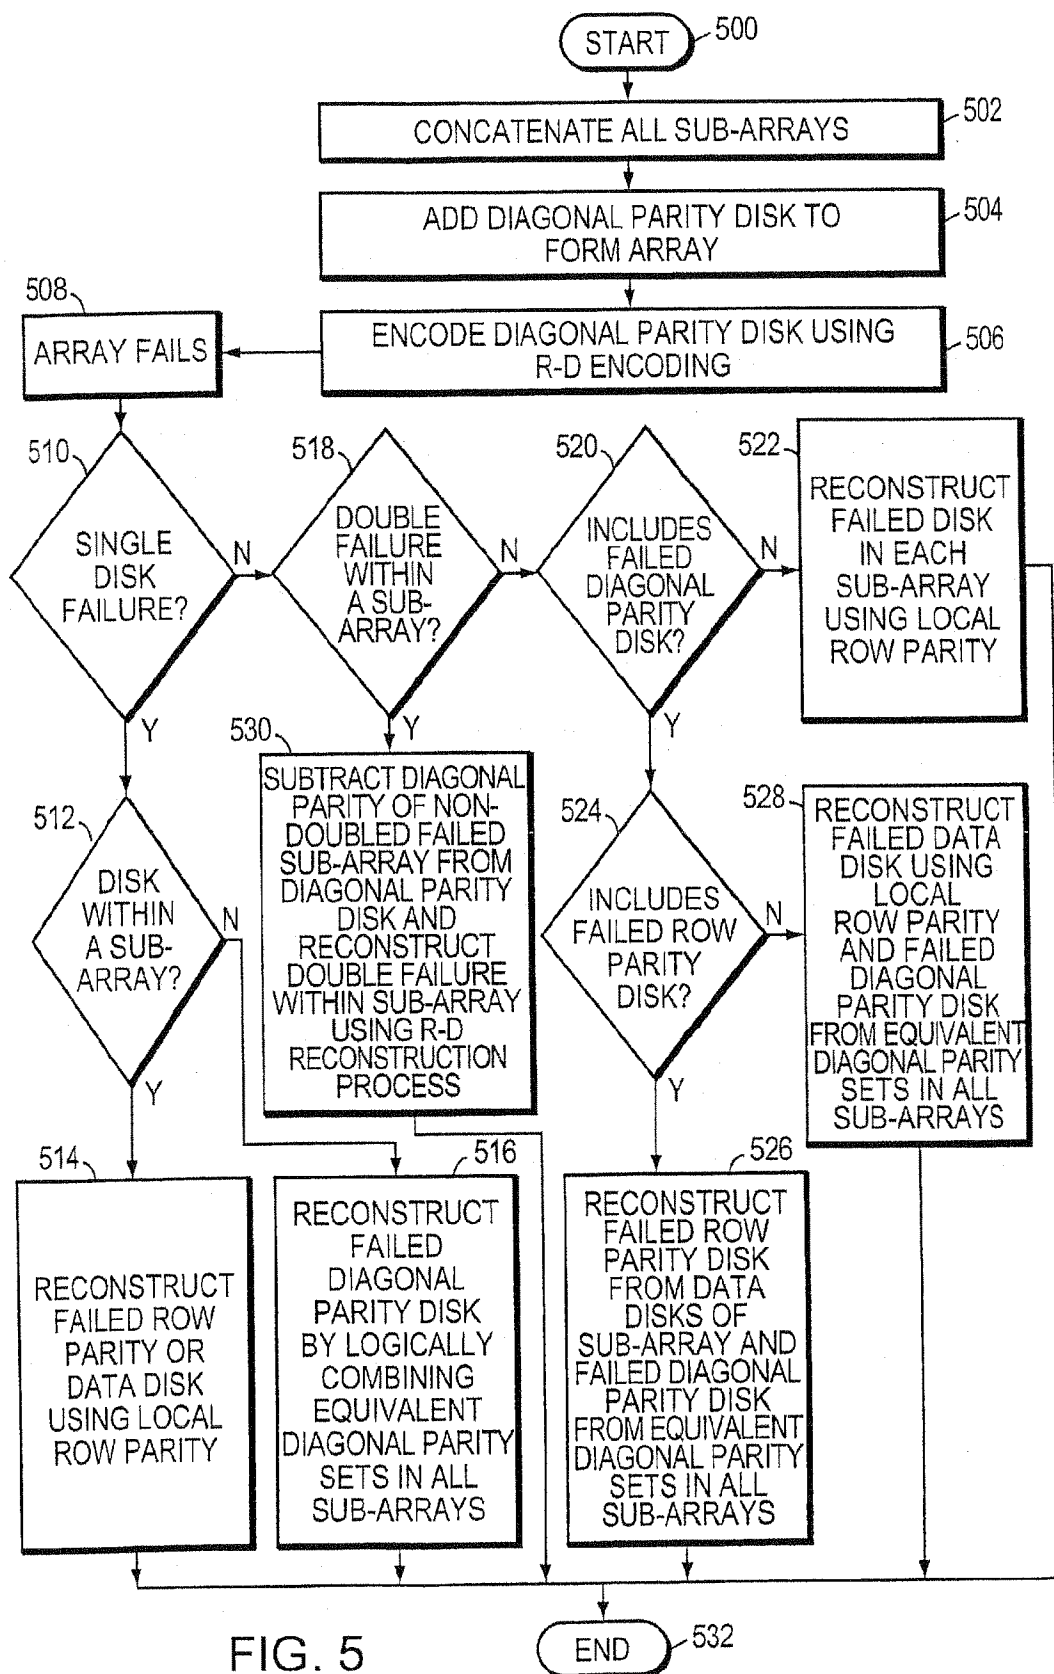 START
500
CONCATENATE ALL SUB-ARRAYS
502
ADD DIAGONAL PARITY DISK TO
FORM ARRAY
504
ENCODE DIAGONAL PARITY DISK USING
R-D ENCODING
506
508
ARRAY FAILS
510
SINGLE
DISK
FAILURE?
N
Y
518
DOUBLE
FAILURE
WITHIN
A SUB-
ARRAY?
N
Y
520
INCLUDES
FAILED
DIAGONAL
PARITY
DISK?
N
Y
522
RECONSTRUCT
FAILED DISK
IN EACH
SUB-ARRAY
USING LOCAL
ROW PARITY
512
DISK
WITHIN
A SUB-
ARRAY?
N
Y
530
SUBTRACT DIAGONAL
PARITY OF NON-
DOUBLED FAILED
SUB-ARRAY FROM
DIAGONAL PARITY
DISK AND
RECONSTRUCT
DOUBLE FAILURE
WITHIN SUB-ARRAY
USING R-D
RECONSTRUCTION
PROCESS
524
INCLUDES
FAILED ROW
PARITY
DISK?
N
Y
528
RECONSTRUCT
FAILED DATA
DISK USING
LOCAL
ROW PARITY
AND FAILED
DIAGONAL
PARITY DISK
FROM EQUIVALENT
DIAGONAL PARITY
SETS IN ALL
SUB-ARRAYS
514
RECONSTRUCT
FAILED ROW
PARITY OR
DATA DISK
USING LOCAL
ROW PARITY
516
RECONSTRUCT
FAILED
DIAGONAL
PARITY DISK
BY LOGICALLY
COMBINING
EQUIVALENT
DIAGONAL PARITY
SETS IN ALL
SUB-ARRAYS
526
RECONSTRUCT
FAILED ROW
PARITY DISK
FROM DATA
DISKS OF
SUB-ARRAY AND
FAILED DIAGONAL
PARITY DISK
FROM EQUIVALENT
DIAGONAL PARITY
SETS IN ALL
SUB-ARRAYS
END
532
FIG. 5